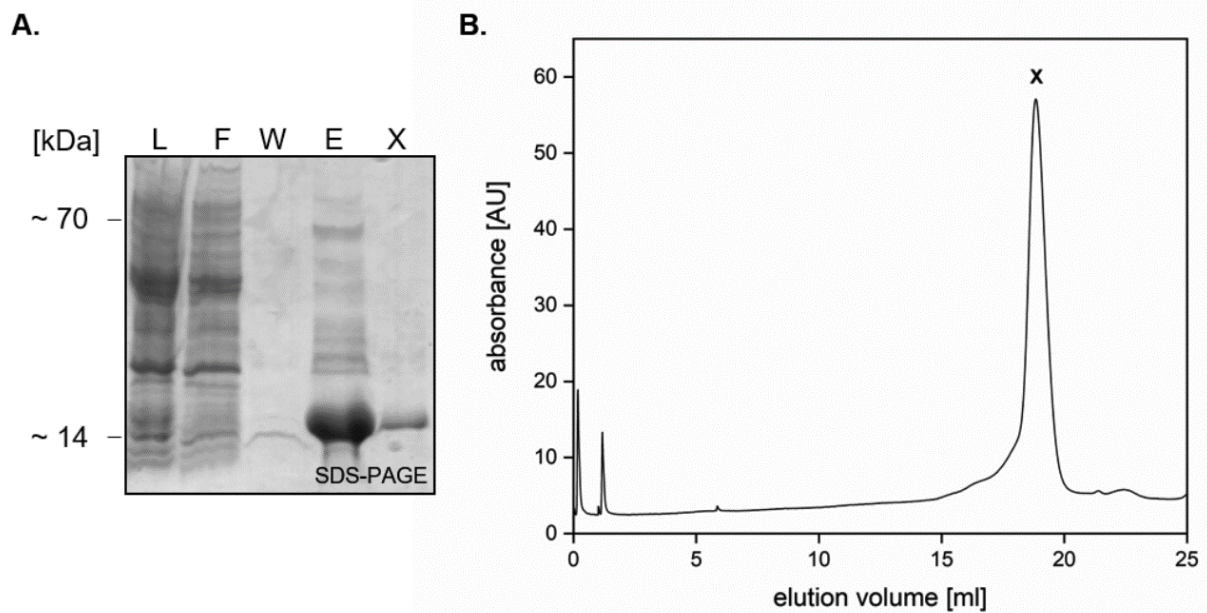 A.
[kDa] L F W E X
~ 70
~ 14
SDS-PAGE
B.
absorbance [AU]
60
50
40
30
20
10
0
X
0 5 10 15 20 25
elution volume [ml]